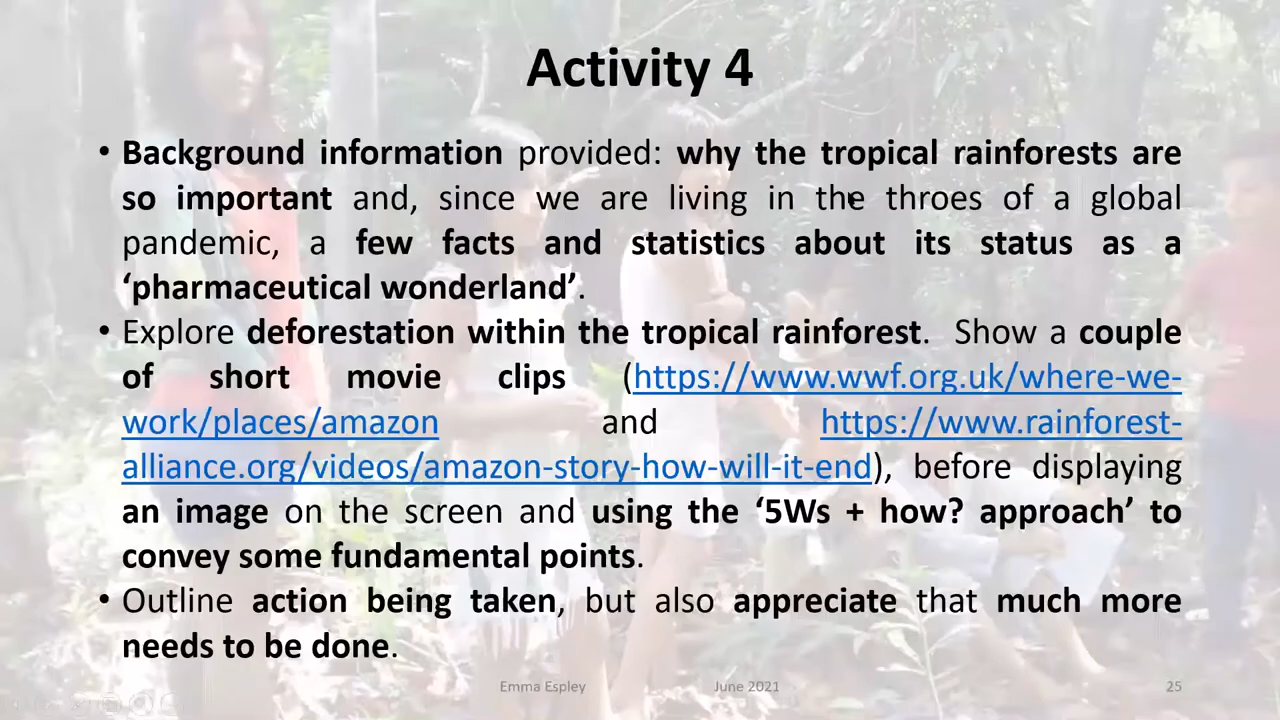 Activity 4
• Background information provided: why the tropical rainforests are
so important and, since we are living in the throes of a global
pandemic, a few facts and statistics about its status as a
‘pharmaceutical wonderland’.
• Explore deforestation within the tropical rainforest. Show a couple
of short movie clips (https://www.wwf.org.uk/where-we-
work/places/amazon and https://www.rainforest-
alliance.org/videos/amazon-story-how-will-it-end), before displaying
an image on the screen and using the ‘5Ws + how? approach’ to
convey some fundamental points.
• Outline action being taken, but also appreciate that much more
needs to be done.
Emma Espley June 2021 25